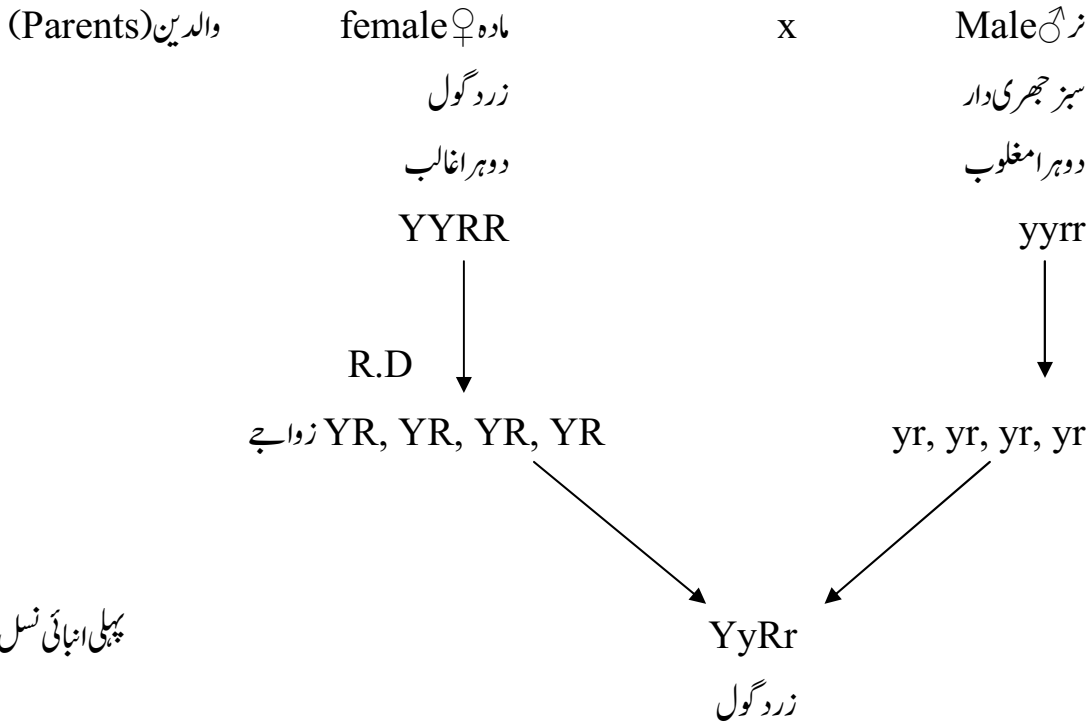 والدین(Parents) مادہ♀female x نر♂Male
زرد گول سبز جھری دار
دوہرا غالب دوہرا مغلوب
YYRR yyrr
R.D
زواجے YR, YR, YR, YR yr, yr, yr, yr
پہلی انبائی نسل YyRr
زرد گول